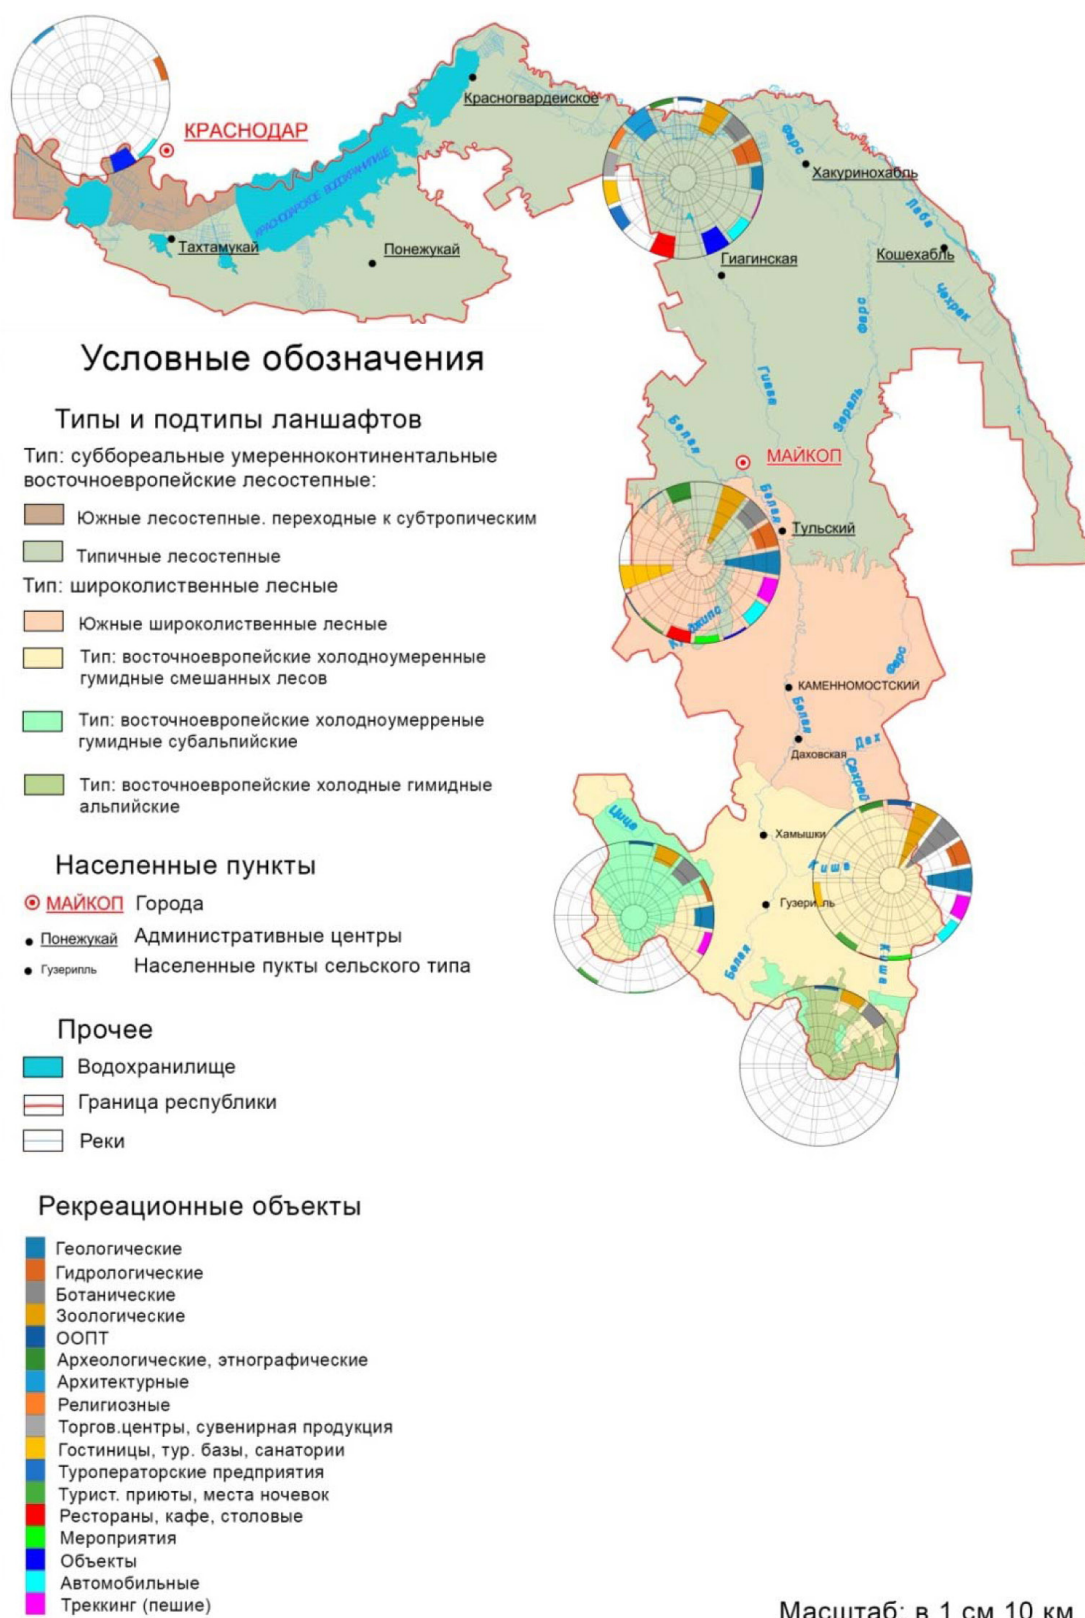 КРАСНОДАР
Красногвардейское
КРАСНОДАРСКОЕ ВОДОХРАНИЛИЩЕ
Тахтамукай
Понежукай
Фарс
Хакуринохабль
Лаба
Кошехабль
Чехрак
Гиагинская
Фарс
Гиага
Зераль
Белая
МАЙКОП
Белая
Тульский
Фарс
КАМЕННОМОСТСКИЙ
Белая
Дах
Даховская
Сахрай
Цице
Хамышки
Кише
Гузерипль
Белая
Киша
Условные обозначения
Типы и подтипы ланшафтов
Тип: суббореальные умеренноконтинентальные
восточноевропейские лесостепные:
Южные лесостепные. переходные к субтропическим
Типичные лесостепные
Тип: широколиственные лесные
Южные широколиственные лесные
Тип: восточноевропейские холодноумеренные
гумидные смешанных лесов
Тип: восточноевропейские холодноумерреные
гумидные субальпийские
Тип: восточноевропейские холодные гимидные
альпийские
Населенные пункты
МАЙКОП Города
Понежукай Административные центры
Гузерипль Населенные пукты сельского типа
Прочее
Водохранилище
Граница республики
Реки
Рекреационные объекты
Геологические
Гидрологические
Ботанические
Зоологические
ООПТ
Археологические, этнографические
Архитектурные
Религиозные
Торгов.центры, сувенирная продукция
Гостиницы, тур. базы, санатории
Туроператорские предприятия
Турист. приюты, места ночевок
Рестораны, кафе, столовые
Мероприятия
Объекты
Автомобильные
Треккинг (пешие)
Масштаб: в 1 см 10 км